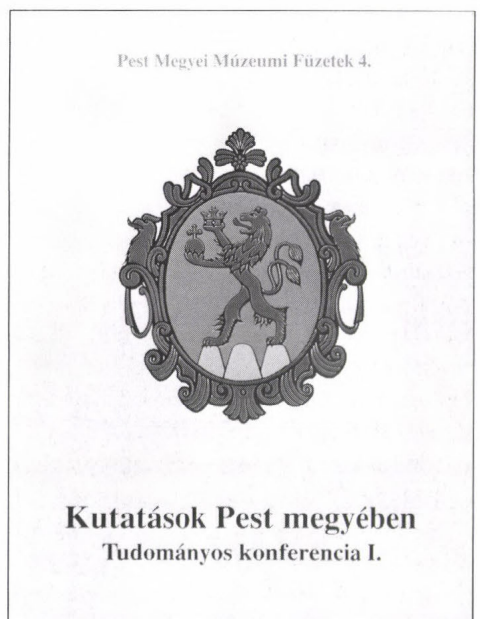 Pest Megyei Múzeumi Füzetek 4.
Kutatások Pest megyében
Tudományos konferencia I.